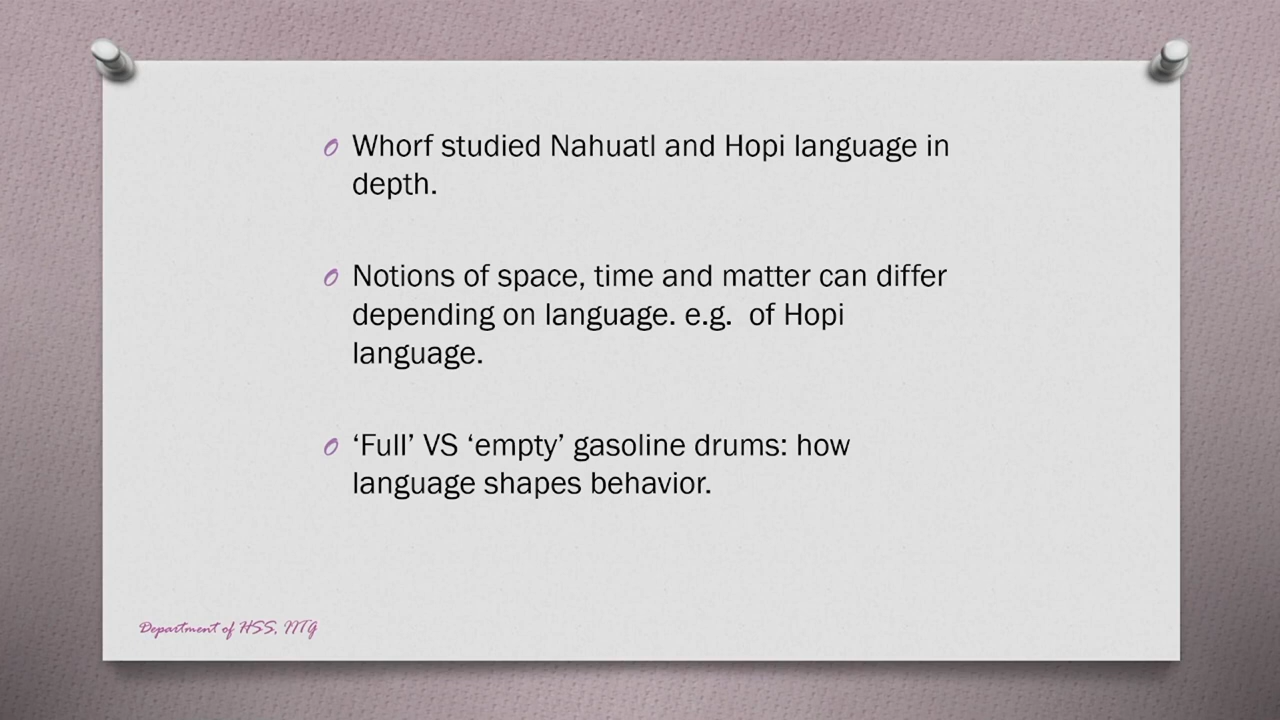 Whorf studied Nahuatl and Hopi language in
depth.
Notions of space, time and matter can differ
depending on language. e.g. of Hopi
language.
‘Full’ VS ‘empty’ gasoline drums: how
language shapes behavior.
Department of HSS, IITG